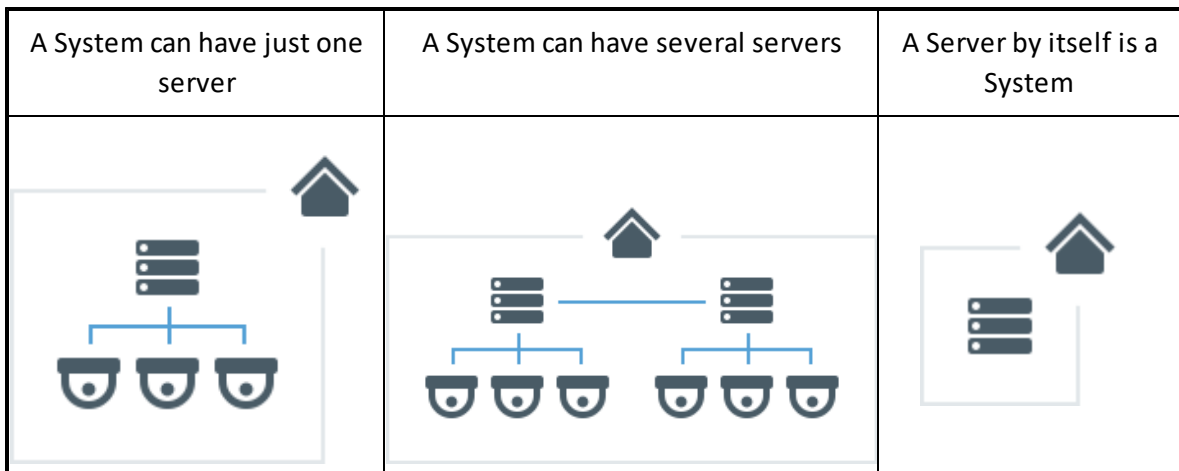 A System can have just one
server
A System can have several servers
A Server by itself is a
System